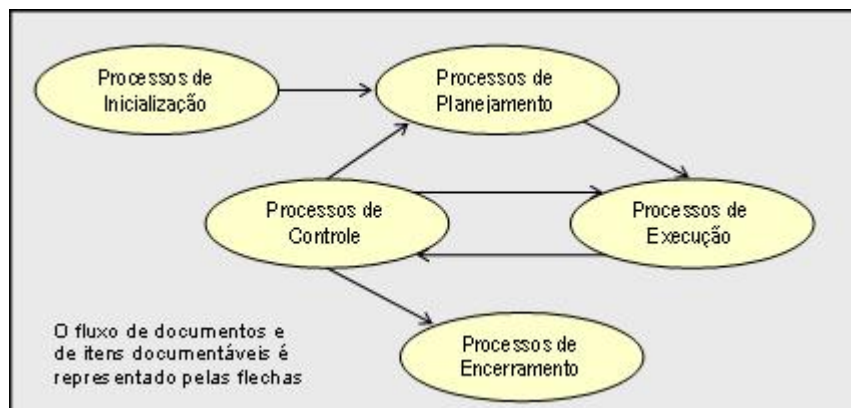 Processos de
Inicialização
Processos de
Planejamento
Processos de
Controle
Processos de
Execução
O fluxo de documentos e
de itens documentáveis é
representado pelas flechas
Processos de
Encerramento